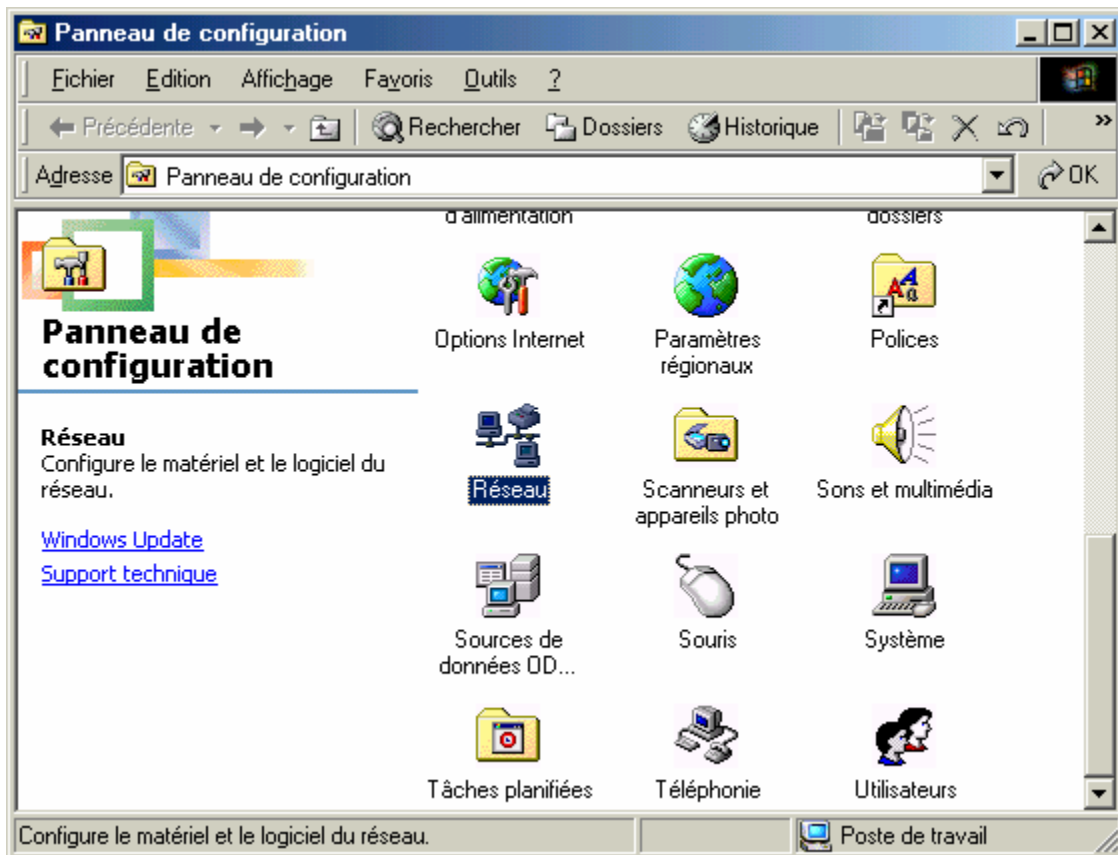 Panneau de configuration
Fichier Edition Affichage Favoris Outils ?
Précédente Rechercher Dossiers Historique »
Adresse Panneau de configuration OK
d'alimentation dossiers
Panneau de
configuration
Réseau
Configure le matériel et le logiciel du
réseau.
Windows Update
Support technique
Options Internet
Paramètres
régionaux
Polices
Réseau
Scanneurs et
appareils photo
Sons et multimédia
Sources de
données OD...
Souris
Système
Tâches planifiées
Téléphonie
Utilisateurs
Configure le matériel et le logiciel du réseau. Poste de travail